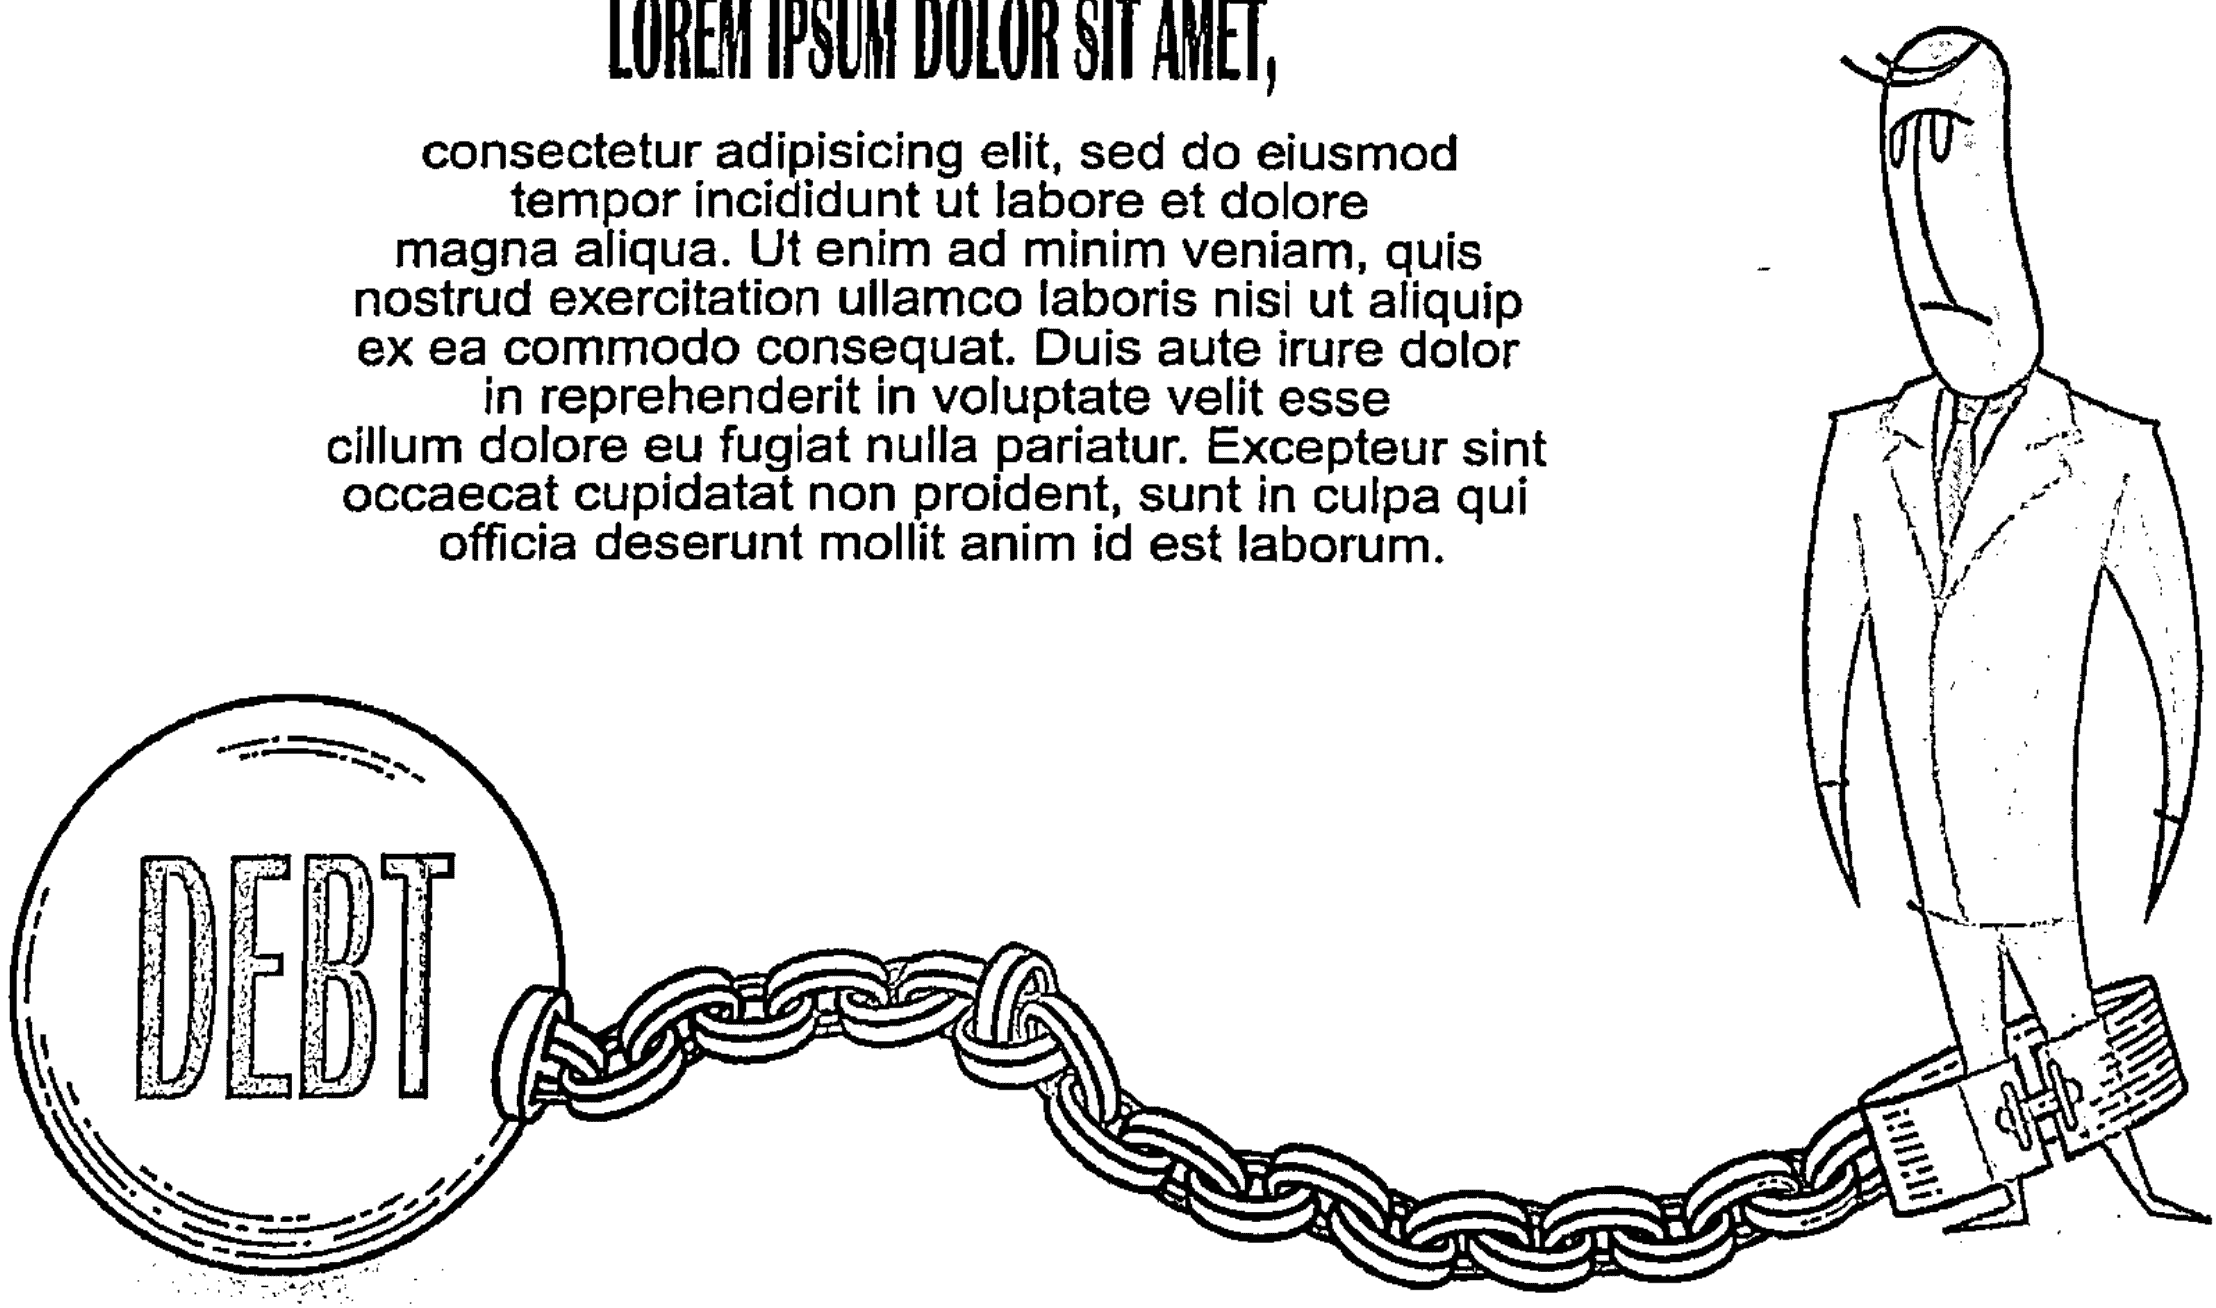 LOREM IPSUM DOLOR SIT AMET,
consectetur adipisicing elit, sed do eiusmod
tempor incididunt ut labore et dolore
magna aliqua. Ut enim ad minim veniam, quis
nostrud exercitation ullamco laboris nisi ut aliquip
ex ea commodo consequat. Duis aute irure dolor
in reprehenderit in voluptate velit esse
cillum dolore eu fugiat nulla pariatur. Excepteur sint
occaecat cupidatat non proident, sunt in culpa qui
officia deserunt mollit anim id est laborum.
DEBT